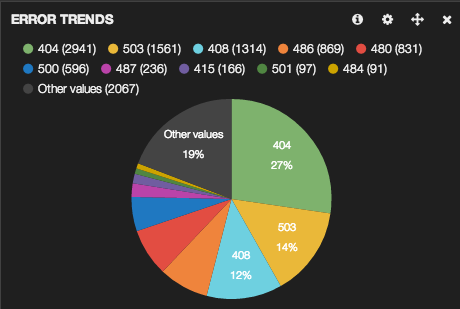 ERROR TRENDS
404 (2941) 503 (1561) 408 (1314) 486 (869) 480 (831)
500 (596) 487 (236) 415 (166) 501 (97) 484 (91)
Other values (2067)
Other values
19%
404
27%
503
14%
408
12%